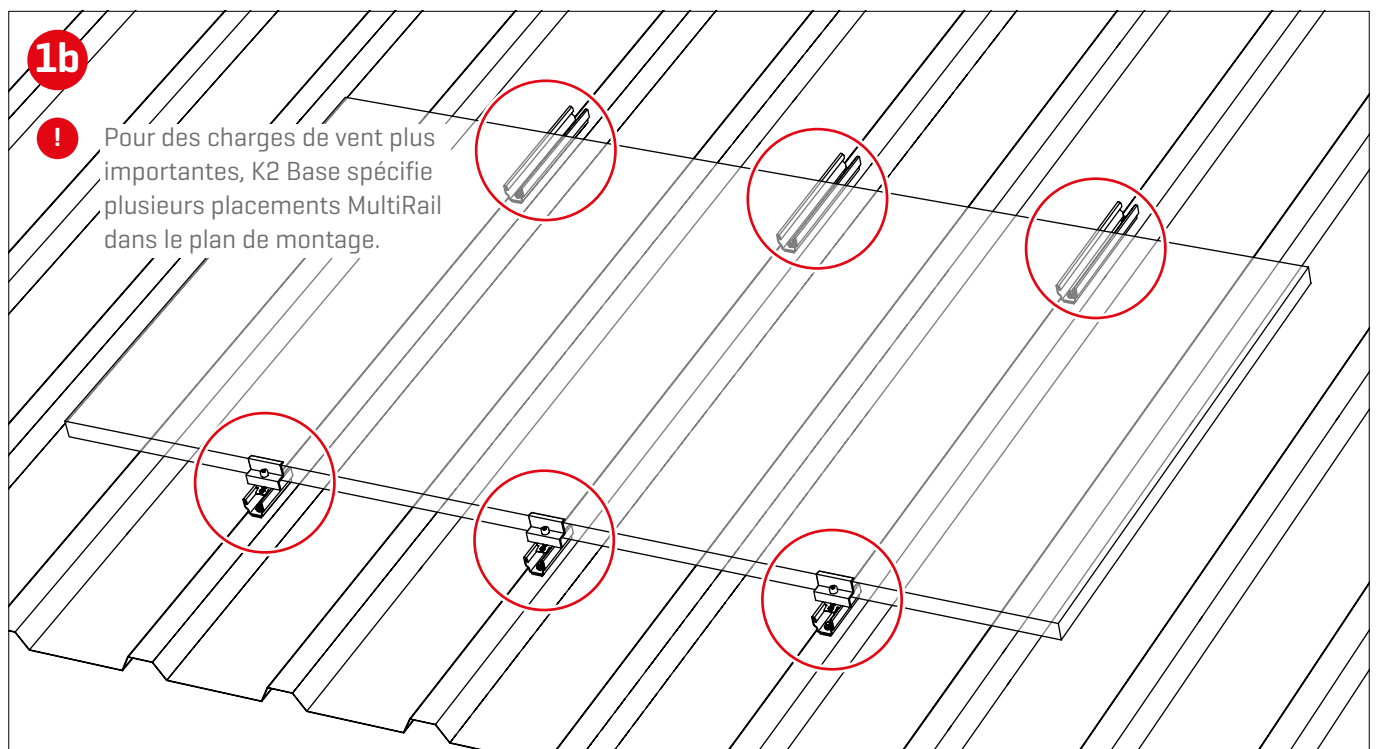 1b
!
Pour des charges de vent plus
importantes, K2 Base spécifie
plusieurs placements MultiRail
dans le plan de montage.